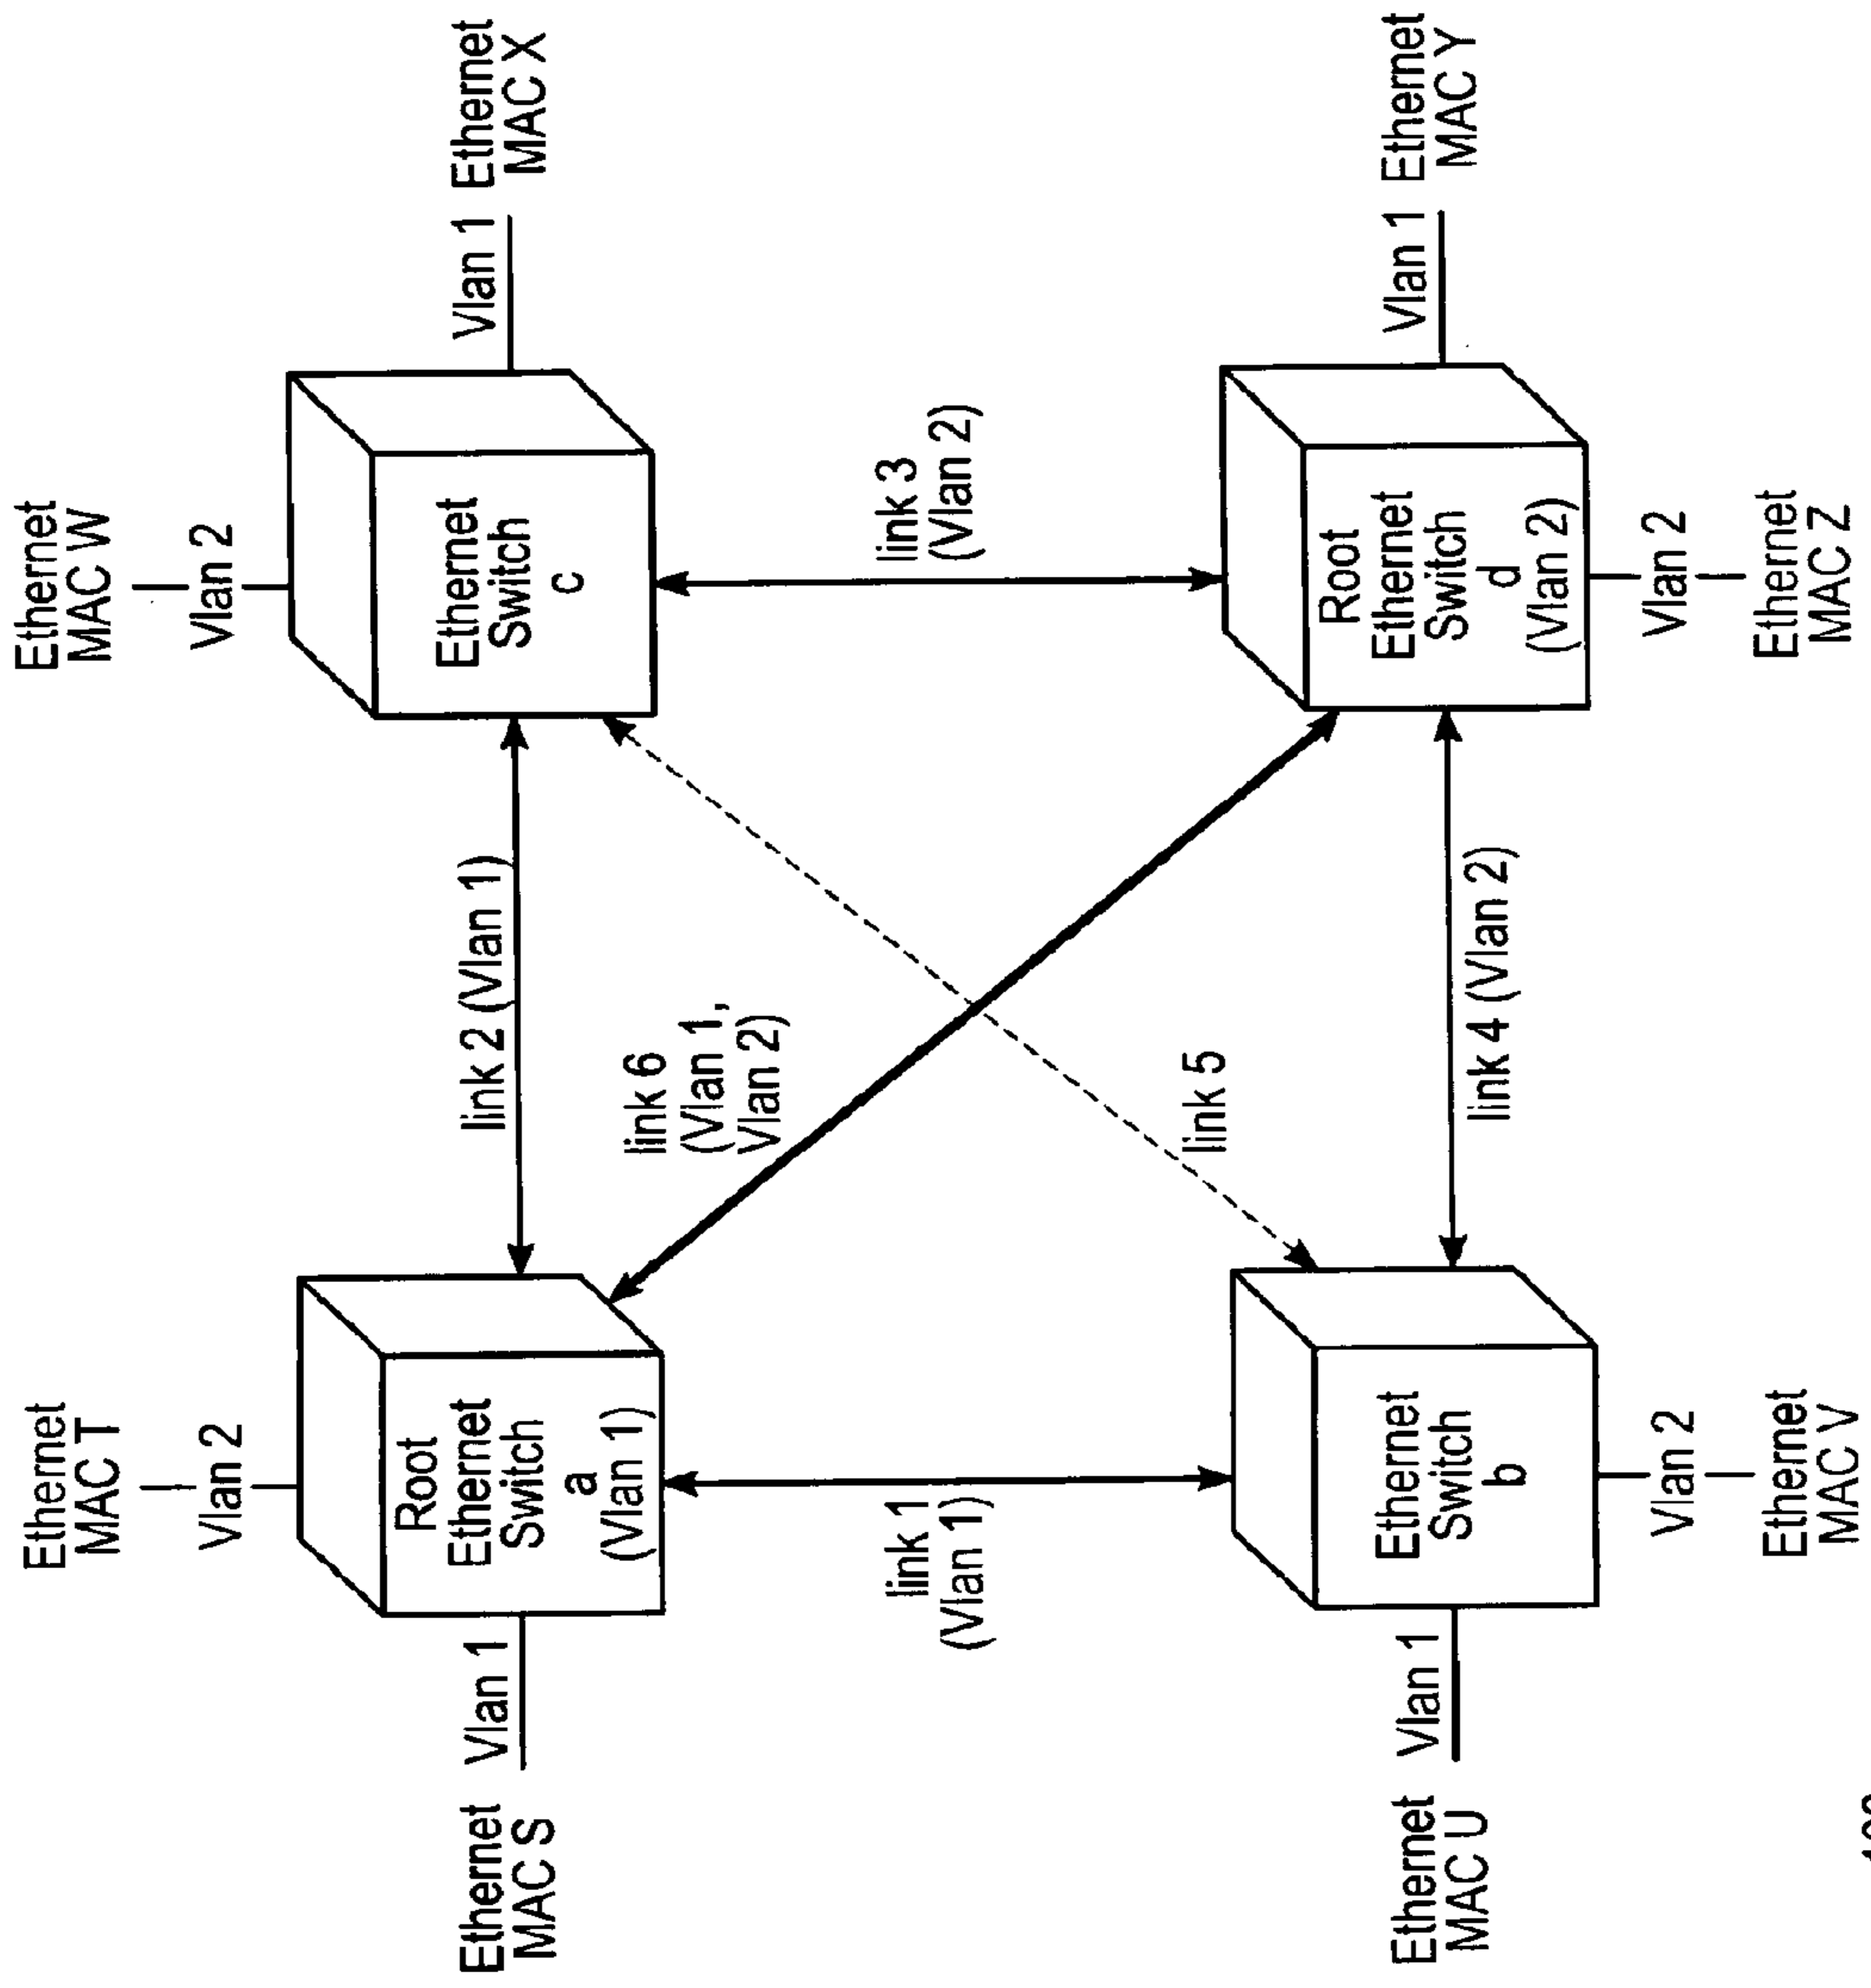 Ethernet
MAC T
Vlan 2
Ethernet
MAC W
Vlan 2
Ethernet
MAC S
Vlan 1
Root
Ethernet
Switch
a
(Vlan 1)
link 2 (Vlan 1)
Ethernet
Switch
c
Vlan 1
Ethernet
MAC X
link 6
(Vlan 1,
Vlan 2)
link 1
(Vlan 1)
link 3
(Vlan 2)
link 5
Ethernet
MAC U
Vlan 1
Ethernet
Switch
b
link 4 (Vlan 2)
Root
Ethernet
Switch
d
(Vlan 2)
Vlan 1
Ethernet
MAC Y
Vlan 2
Ethernet
MAC V
Vlan 2
Ethernet
MAC Z